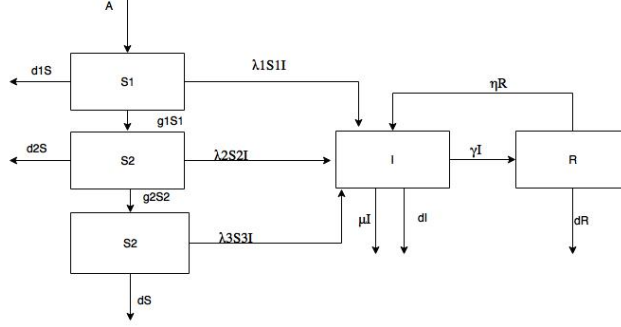 A
d1S
S1
λ1S1I
ηR
g1S1
d2S
S2
λ2S2I
I
γI
R
g2S2
μI
dI
dR
S2
λ3S3I
dS